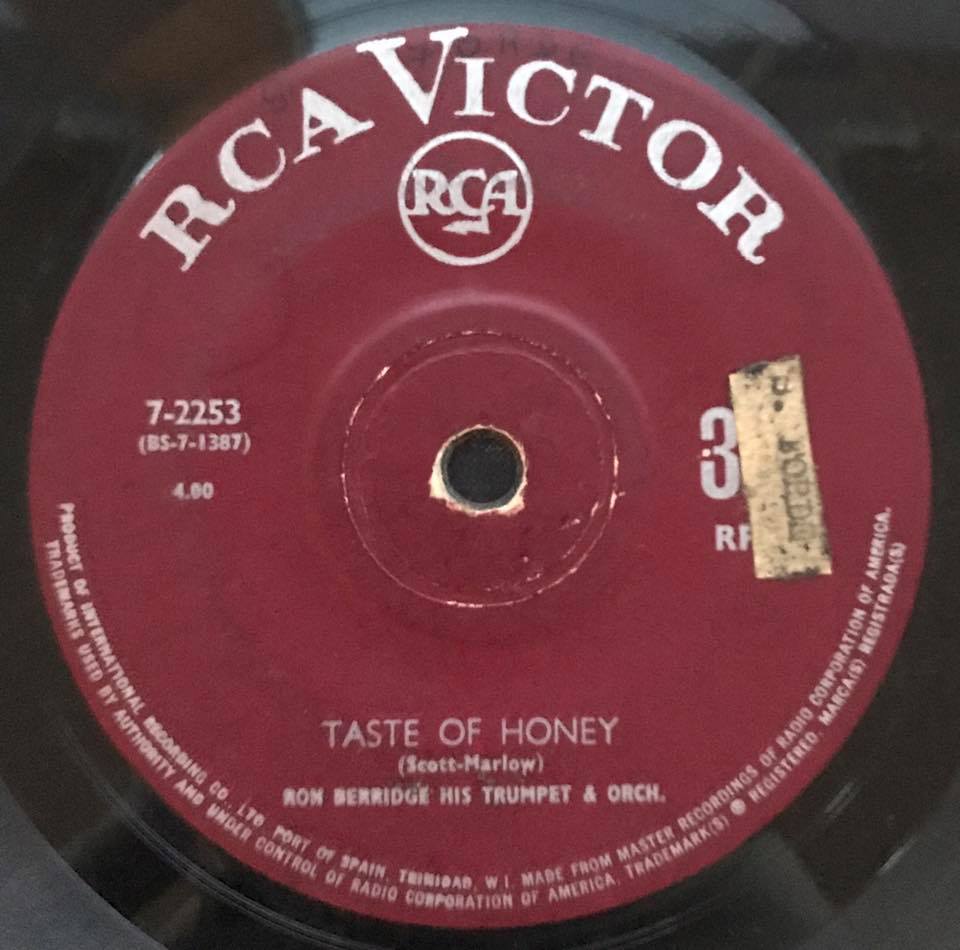 RCA VICTOR
RCA
7-2253
(BS-7-1387)
4.00
3
RP
TASTE OF HONEY
(Scott-Marlow)
RON BERRIDGE HIS TRUMPET & ORCH.
PRODUCT OF INTERNATIONAL RECORDING CO., LTD. PORT OF SPAIN, TRINIDAD, W.I. MADE FROM MASTER RECORDINGS OF RADIO CORPORATION OF AMERICA.
TRADEMARKS USED BY AUTHORITY AND UNDER CONTROL OF RADIO CORPORATION OF AMERICA. TRADEMARK(S) ® REGISTERED. MARCA(S) REGISTRADA(S)